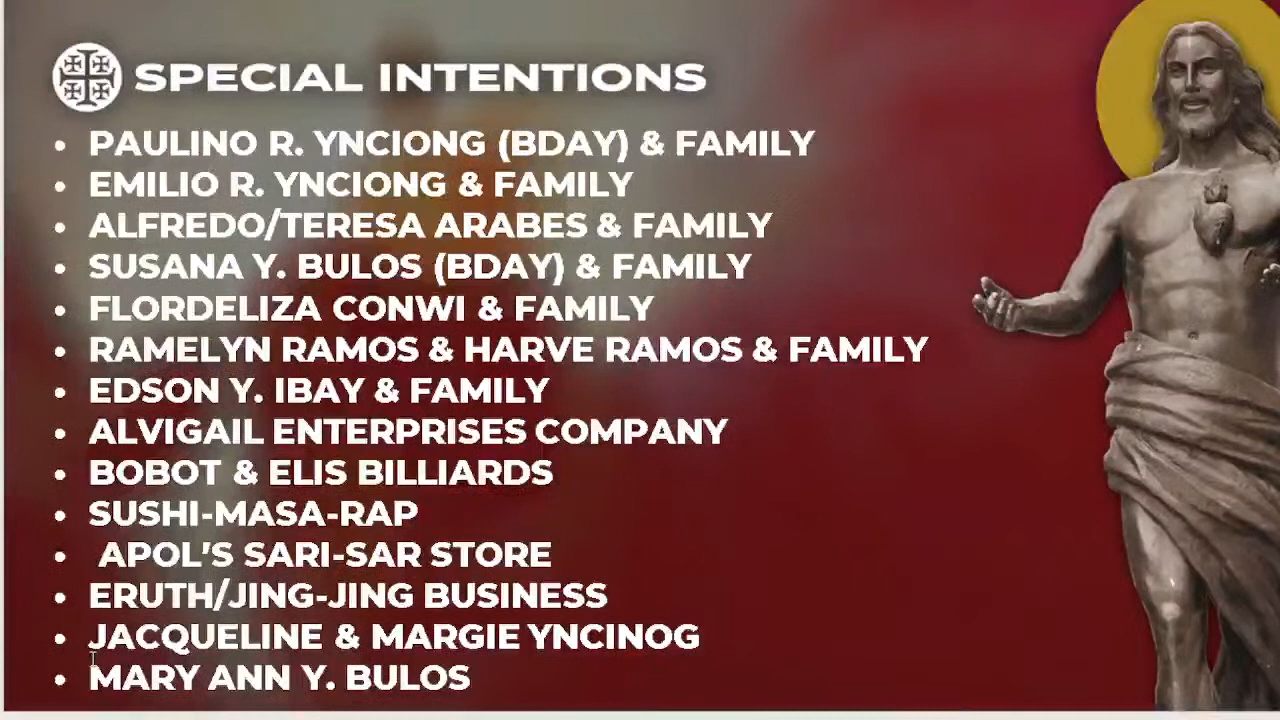 SPECIAL INTENTIONS
• PAULINO R. YNCIONG (BDAY) & FAMILY
• EMILIO R. YNCIONG & FAMILY
• ALFREDO/TERESA ARABES & FAMILY
• SUSANA Y. BULOS (BDAY) & FAMILY
• FLORDELIZA CONWI & FAMILY
• RAMELYN RAMOS & HARVE RAMOS & FAMILY
• EDSON Y. IBAY & FAMILY
• ALVIGAIL ENTERPRISES COMPANY
• BOBOT & ELIS BILLIARDS
• SUSHI-MASA-RAP
• APOL'S SARI-SAR STORE
• ERUTH/JING-JING BUSINESS
• JACQUELINE & MARGIE YNCINOG
• MARY ANN Y. BULOS